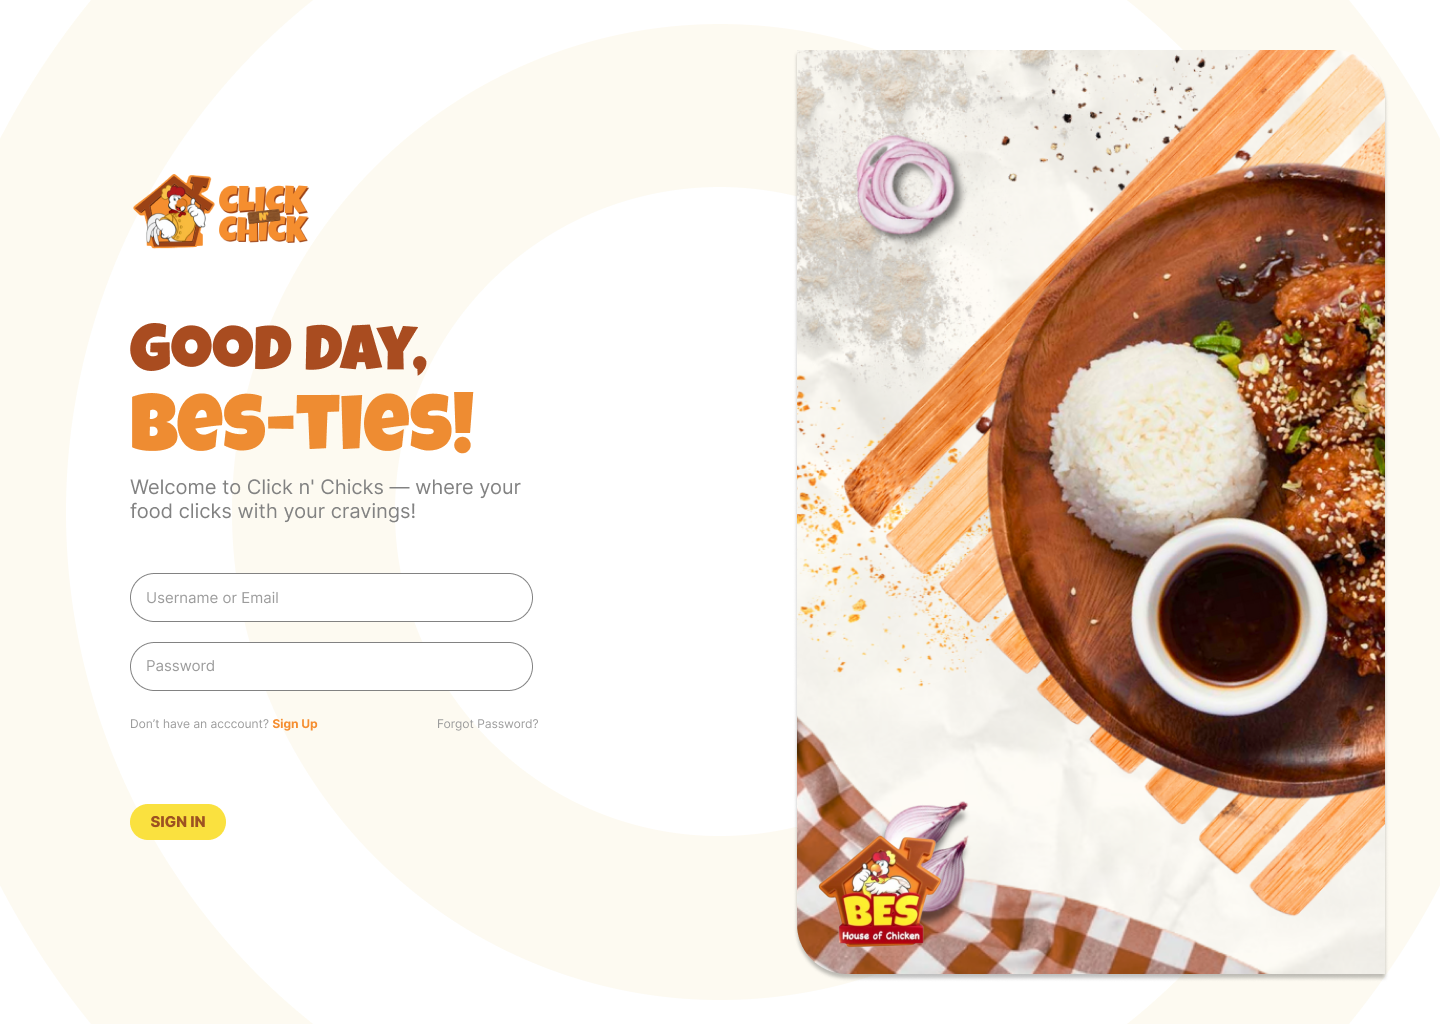 CLICK
N'
CHICK
GOOD DAY,
Bes-Ties!
Welcome to Click n' Chicks — where your
food clicks with your cravings!
Username or Email
Password
Don't have an acccount? Sign Up
Forgot Password?
SIGN IN
BES
House of Chicken